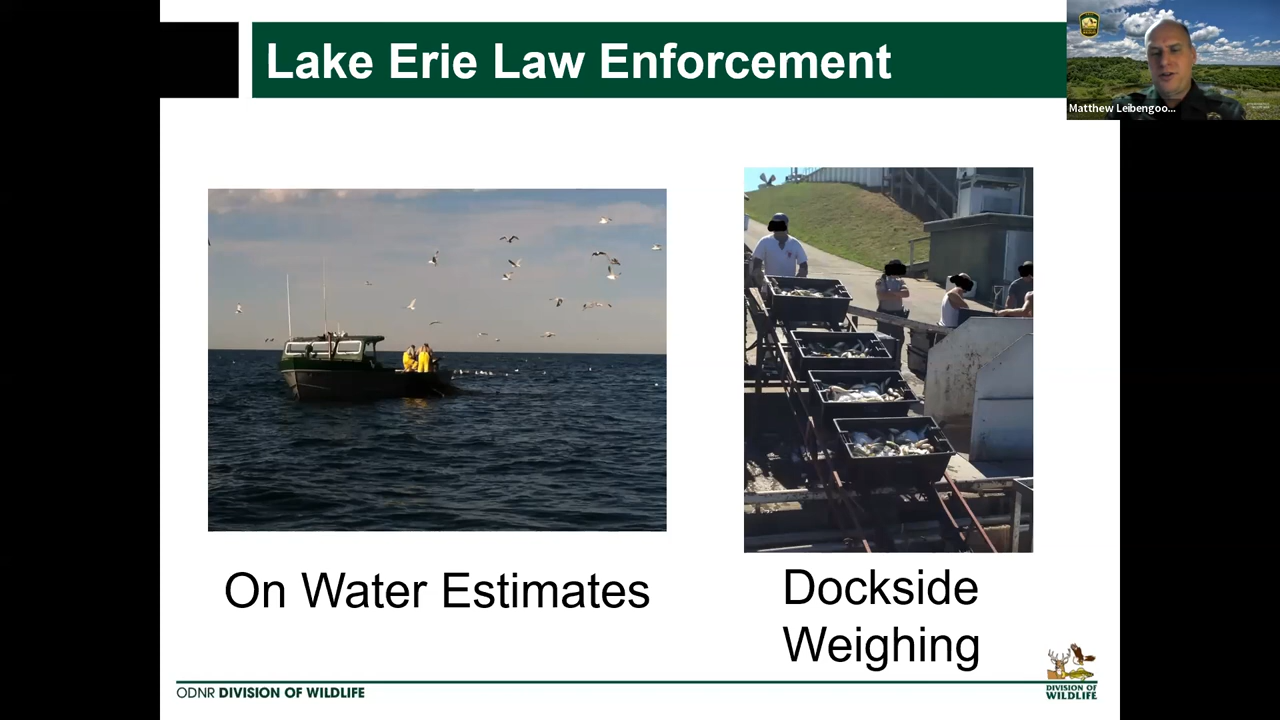 Lake Erie Law Enforcement
Matthew Leibengoo...
On Water Estimates
Dockside
Weighing
ODNR DIVISION OF WILDLIFE
DIVISION OF
WILDLIFE